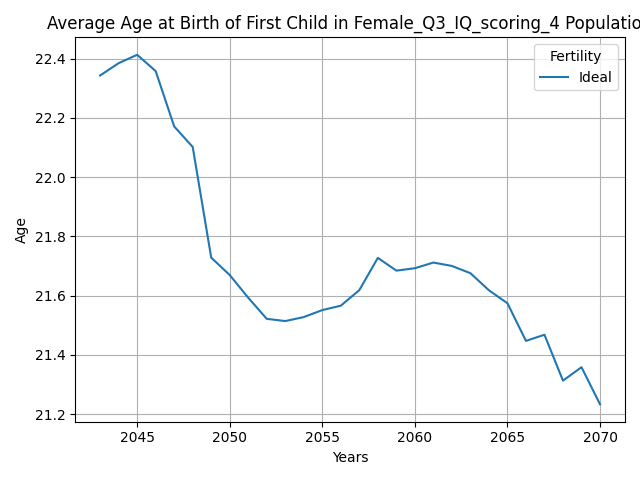 Average Age at Birth of First Child in Female_Q3_IQ_scoring_4 Populatio
Fertility
Ideal
22.4
22.2
22.0
21.8
21.6
21.4
21.2
Age
2045 2050 2055 2060 2065 2070
Years